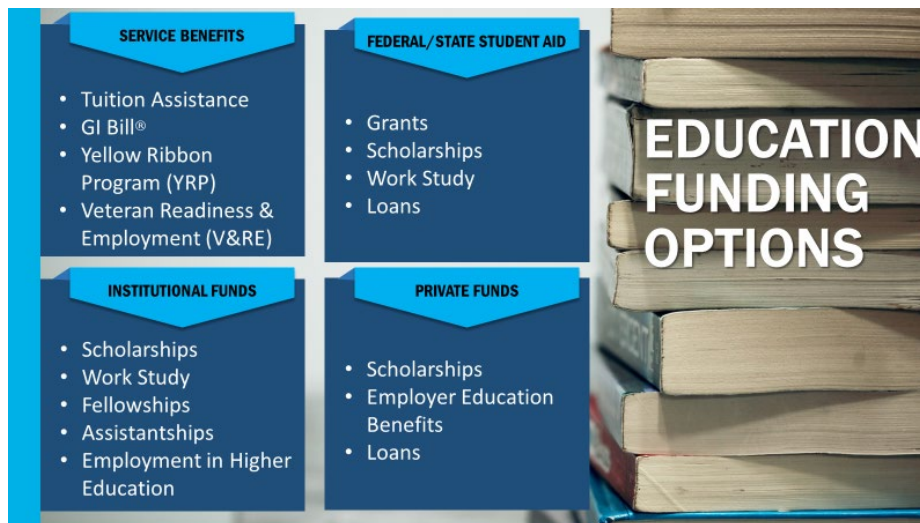 SERVICE BENEFITS
• Tuition Assistance
• GI Bill®
• Yellow Ribbon
Program (YRP)
• Veteran Readiness &
Employment (V&RE)
FEDERAL/STATE STUDENT AID
• Grants
• Scholarships
• Work Study
• Loans
INSTITUTIONAL FUNDS
• Scholarships
• Work Study
• Fellowships
• Assistantships
• Employment in Higher
Education
PRIVATE FUNDS
• Scholarships
• Employer Education
Benefits
• Loans
EDUCATION
FUNDING
OPTIONS